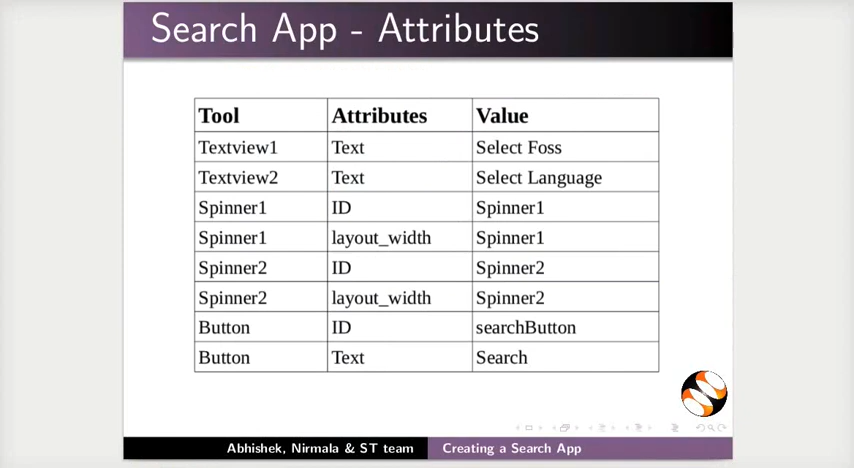 Search App - Attributes
Tool Attributes Value
Textview1 Text Select Foss
Textview2 Text Select Language
Spinner1 ID Spinner1
Spinner1 layout_width Spinner1
Spinner2 ID Spinner2
Spinner2 layout_width Spinner2
Button ID searchButton
Button Text Search
Abhishek, Nirmala & ST team Creating a Search App